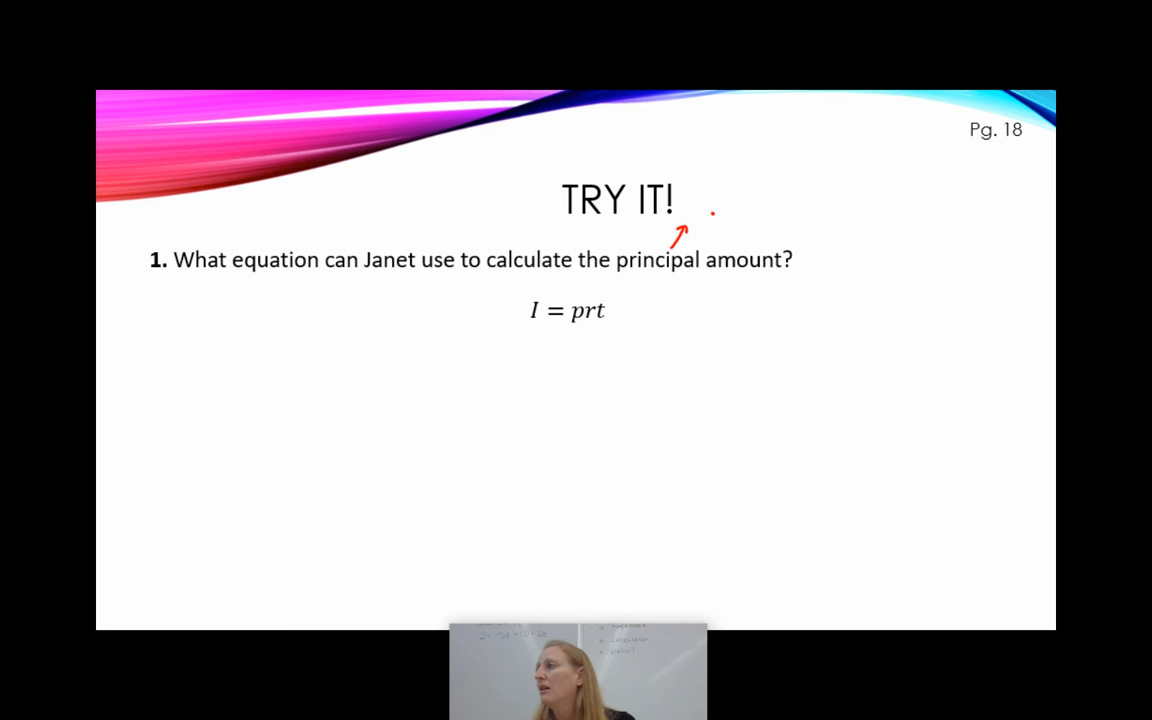 Pg. 18
TRY IT!
1. What equation can Janet use to calculate the principal amount?
I = prt